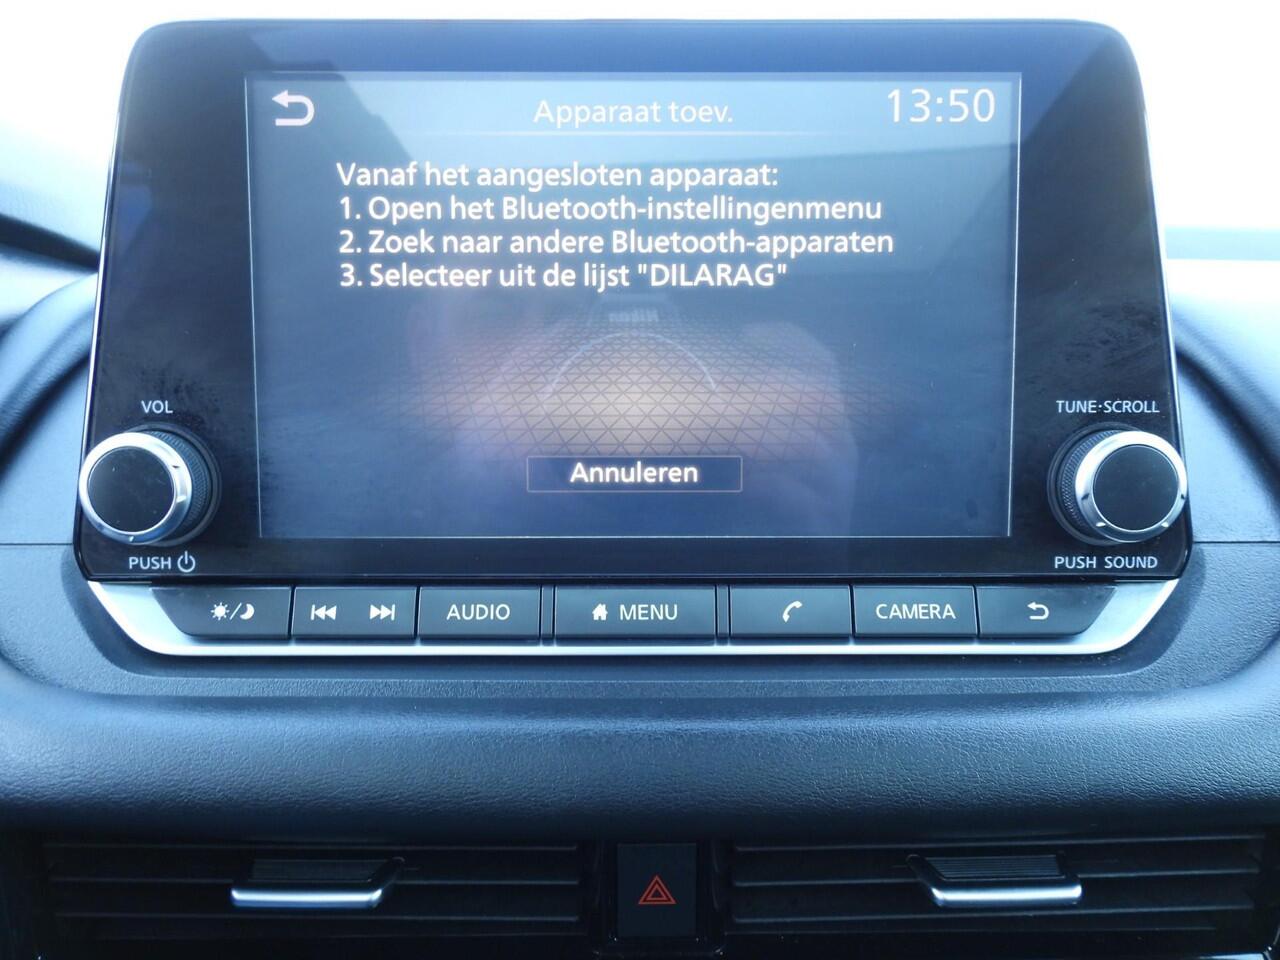 Apparaat toev.
13:50
Vanaf het aangesloten apparaat:
1. Open het Bluetooth-instellingenmenu
2. Zoek naar andere Bluetooth-apparaten
3. Selecteer uit de lijst "DILARAG"
Annuleren
VOL
PUSH
TUNE·SCROLL
PUSH SOUND
AUDIO
MENU
CAMERA